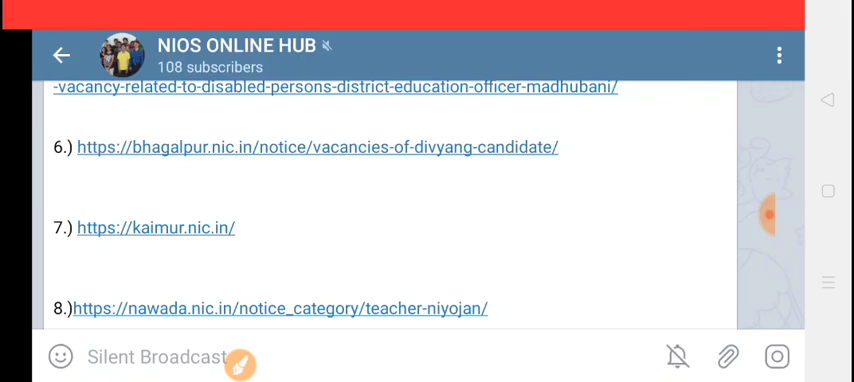 NIOS ONLINE HUB
108 subscribers
-vacancy-related-to-disabled-persons-district-education-officer-madhubani/
6.) https://bhagalpur.nic.in/notice/vacancies-of-divyang-candidate/
7.) https://kaimur.nic.in/
8.)https://nawada.nic.in/notice_category/teacher-niyojan/
Silent Broadcast